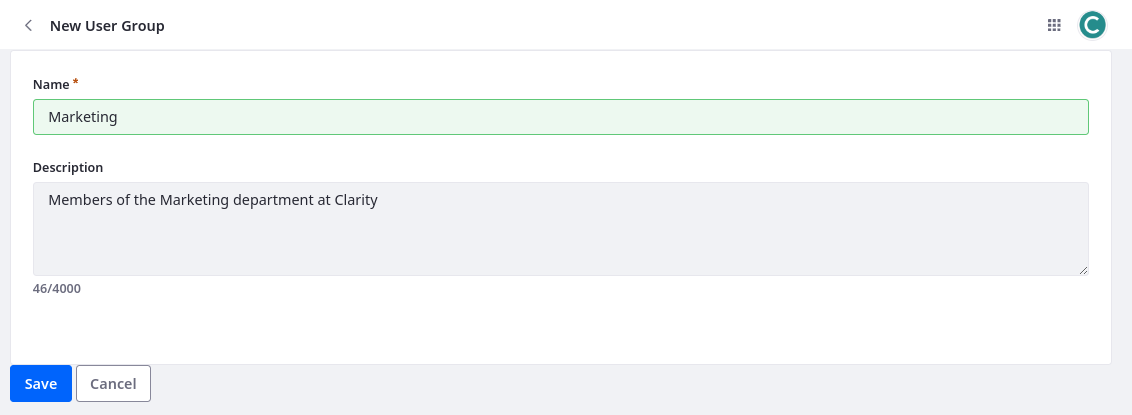 New User Group
Name *
Marketing
Description
Members of the Marketing department at Clarity
46/4000
Save
Cancel